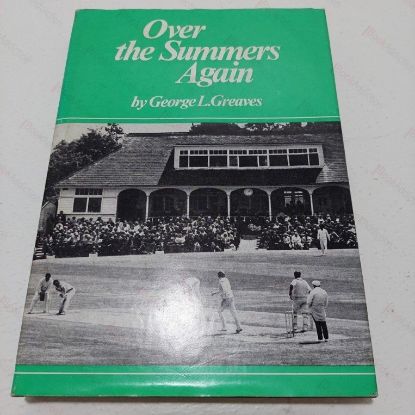 Over
the Summers
Again
by George L.Greaves